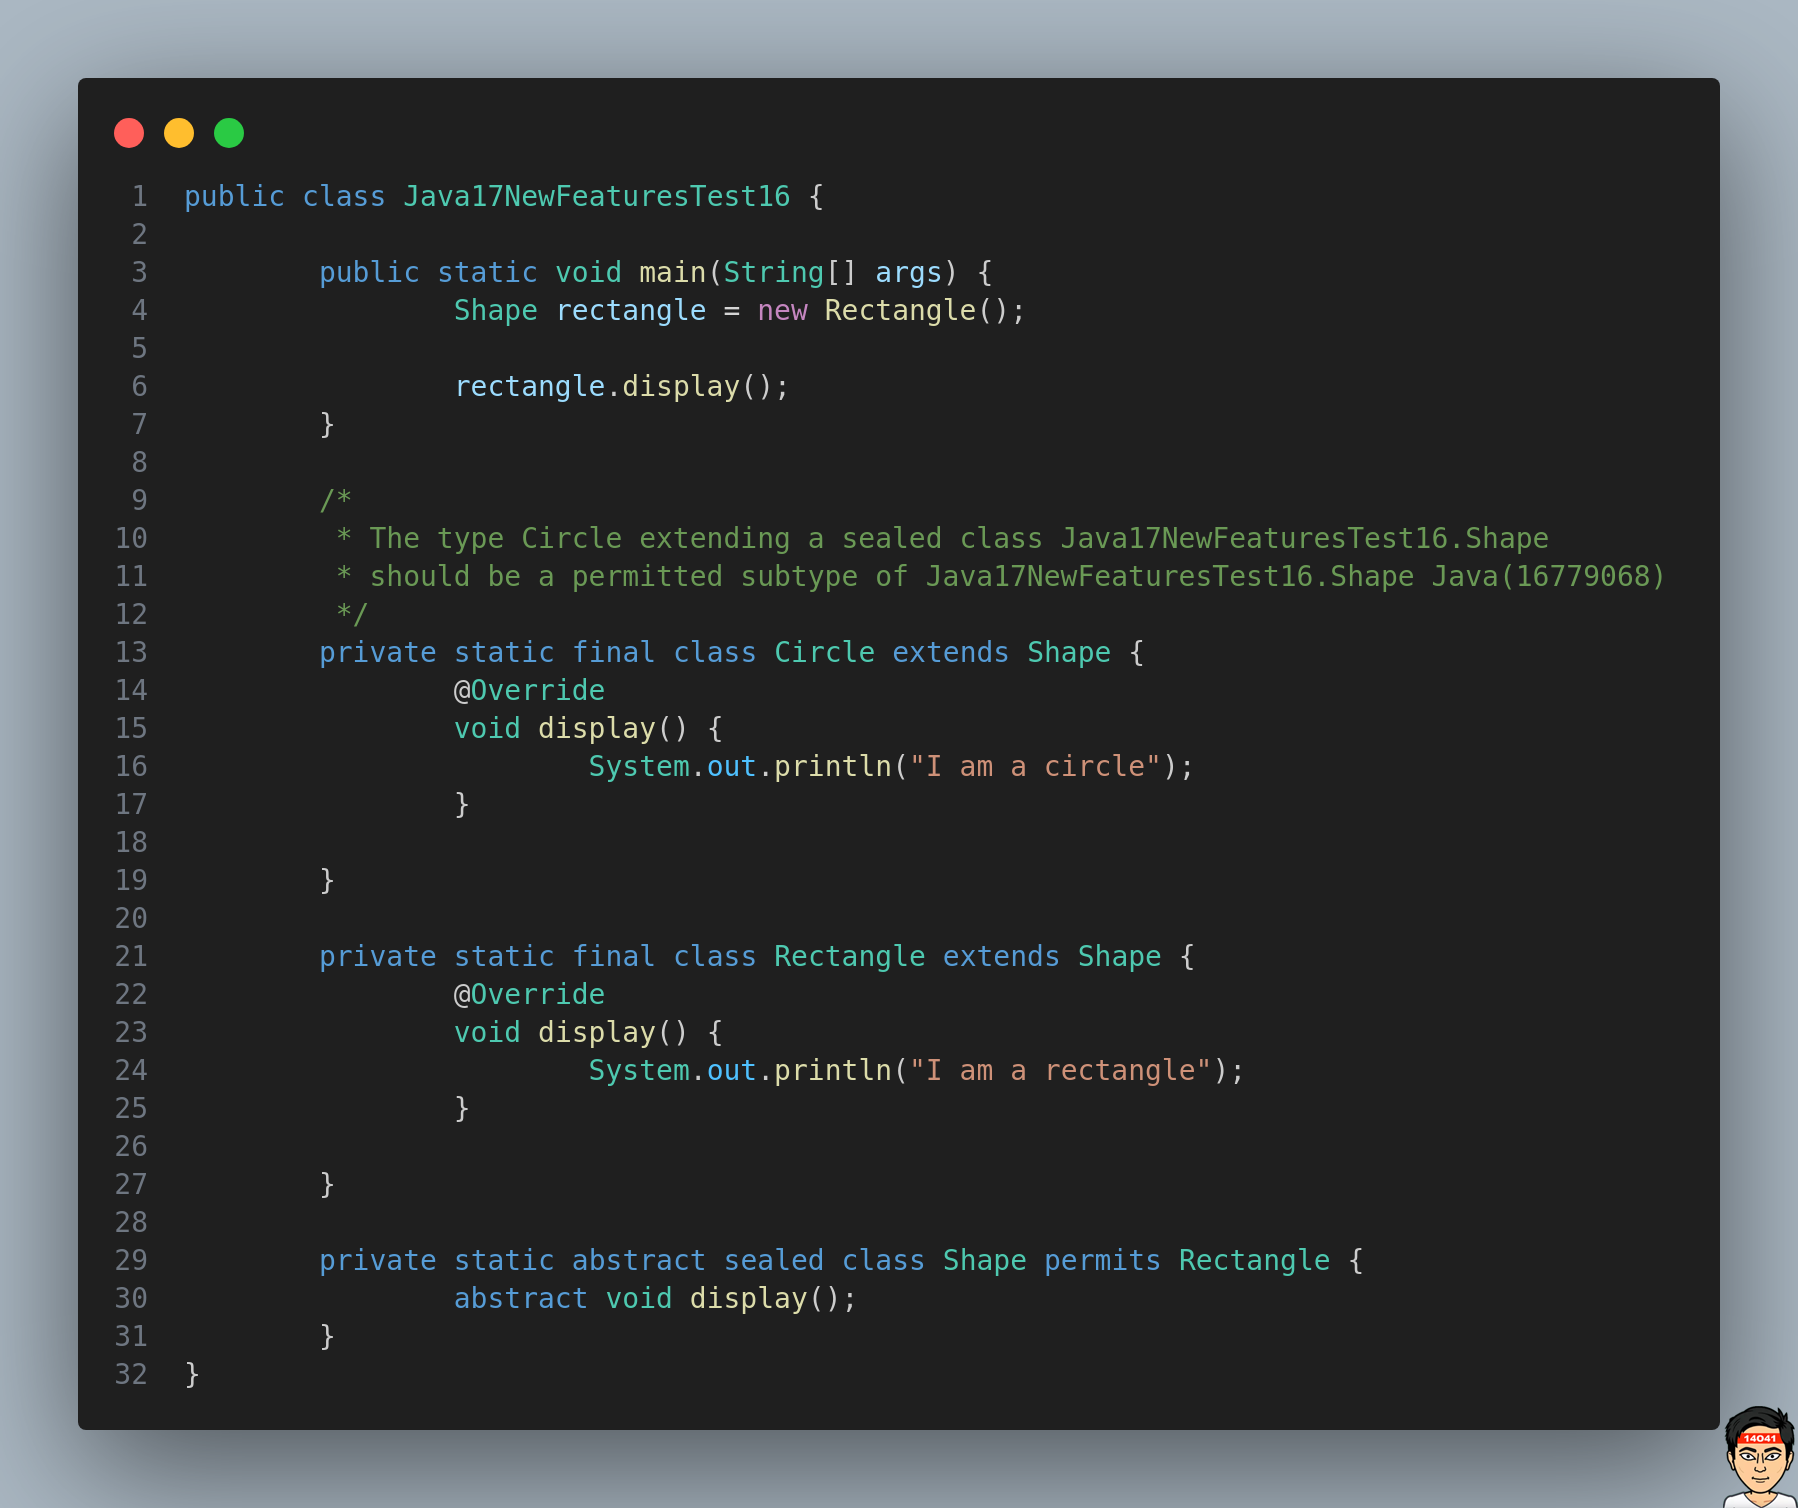 1 public class Java17NewFeaturesTest16 {
2
3 public static void main(String[] args) {
4 Shape rectangle = new Rectangle();
5
6 rectangle.display();
7 }
8
9 /*
10 * The type Circle extending a sealed class Java17NewFeaturesTest16.Shape
11 * should be a permitted subtype of Java17NewFeaturesTest16.Shape Java(16779068)
12 */
13 private static final class Circle extends Shape {
14 @Override
15 void display() {
16 System.out.println("I am a circle");
17 }
18
19 }
20
21 private static final class Rectangle extends Shape {
22 @Override
23 void display() {
24 System.out.println("I am a rectangle");
25 }
26
27 }
28
29 private static abstract sealed class Shape permits Rectangle {
30 abstract void display();
31 }
32 }
14041